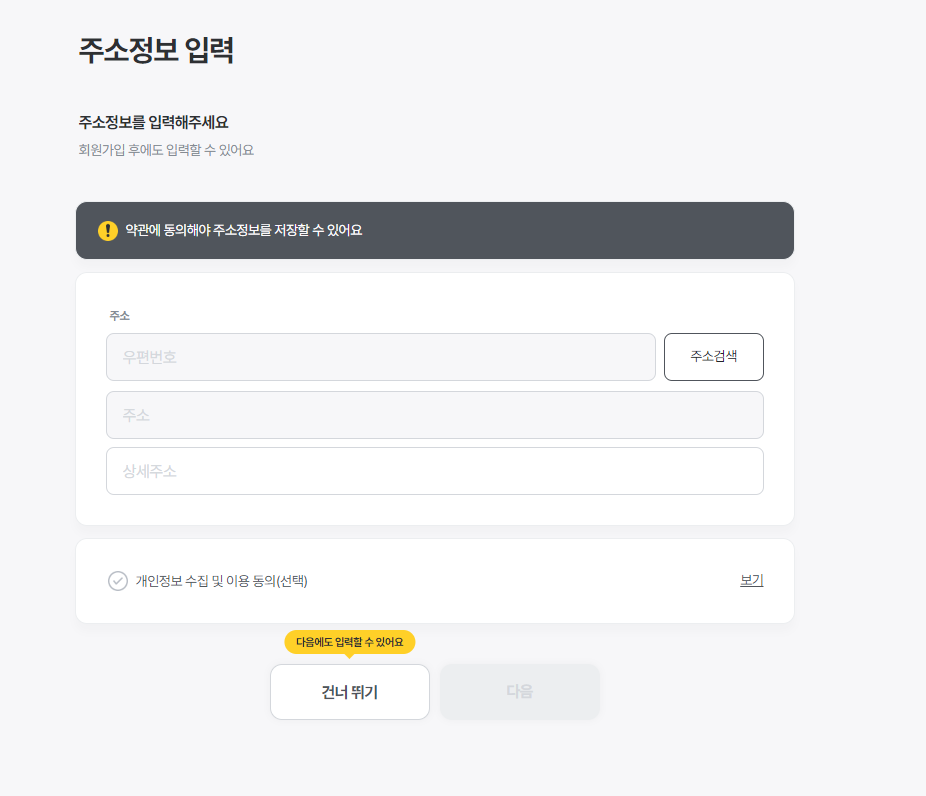 주소정보 입력
주소정보를 입력해주세요
회원가입 후에도 입력할 수 있어요
약관에 동의해야 주소정보를 저장할 수 있어요
주소
우편번호
주소검색
주소
상세주소
개인정보 수집 및 이용 동의(선택)
보기
다음에도 입력할 수 있어요
건너 뛰기
다음